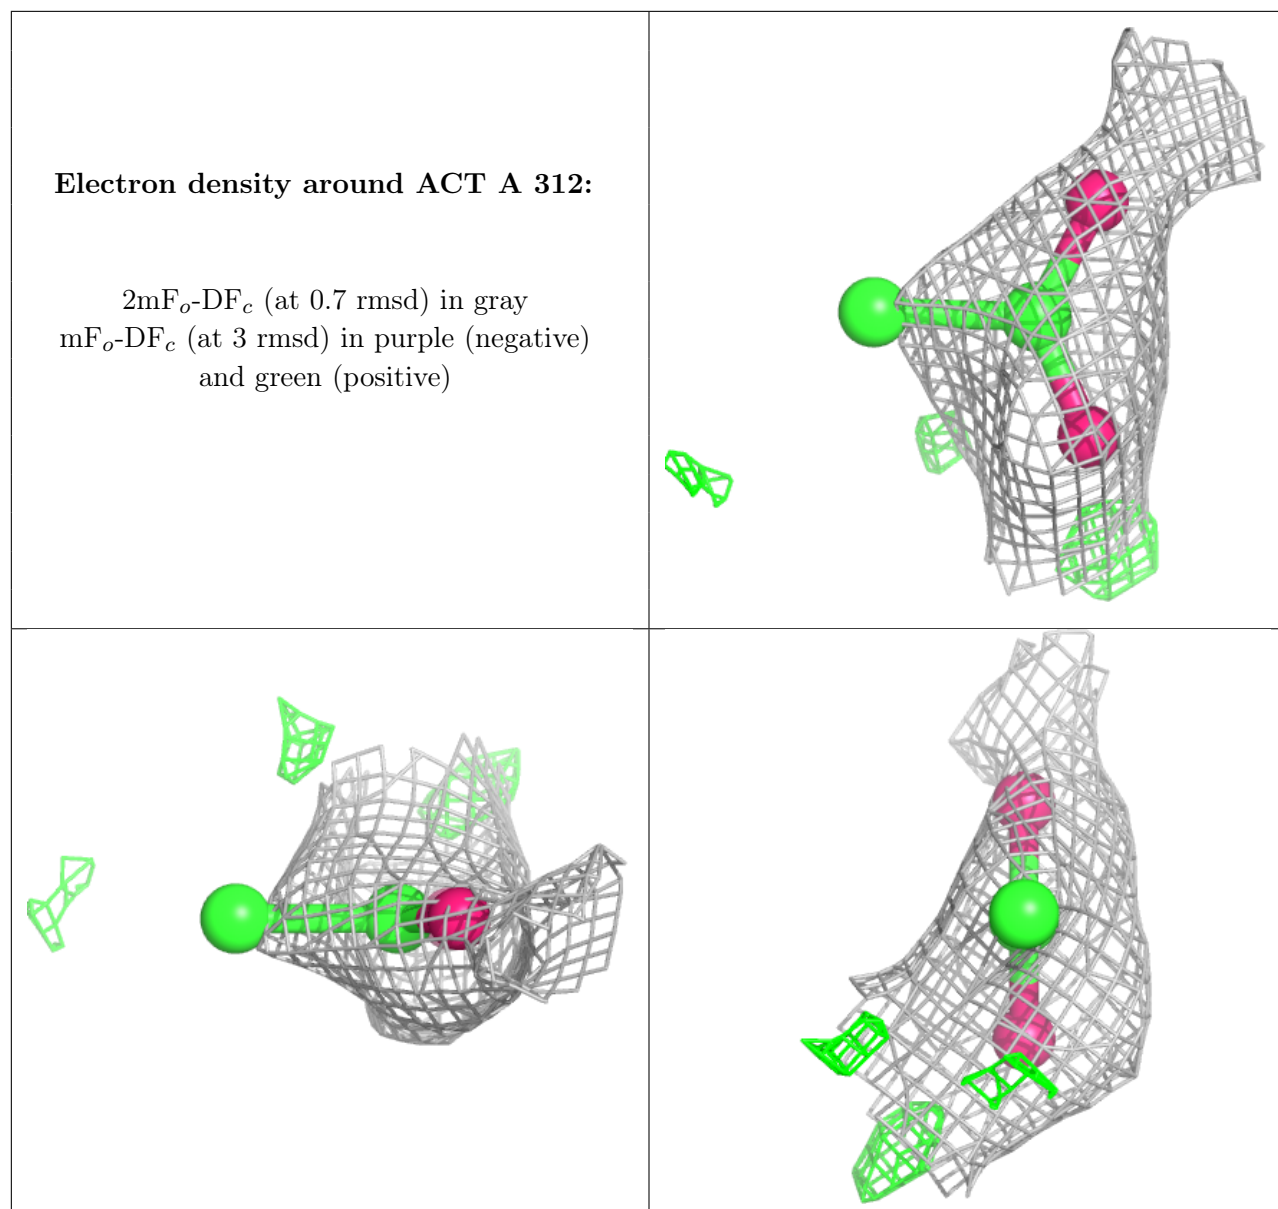 Electron density around ACT A 312:
2mFo-DFc (at 0.7 rmsd) in gray
mFo-DFc (at 3 rmsd) in purple (negative)
and green (positive)